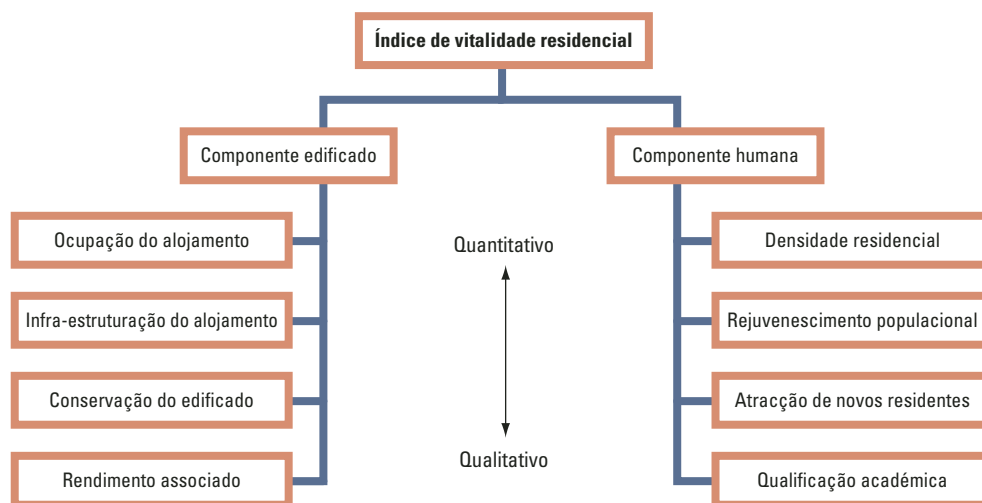 Índice de vitalidade residencial
Componente edificado
Componente humana
Ocupação do alojamento
Quantitativo
Densidade residencial
Infra-estruturação do alojamento
Rejuvenescimento populacional
Conservação do edificado
Atracção de novos residentes
Qualitativo
Rendimento associado
Qualificação académica